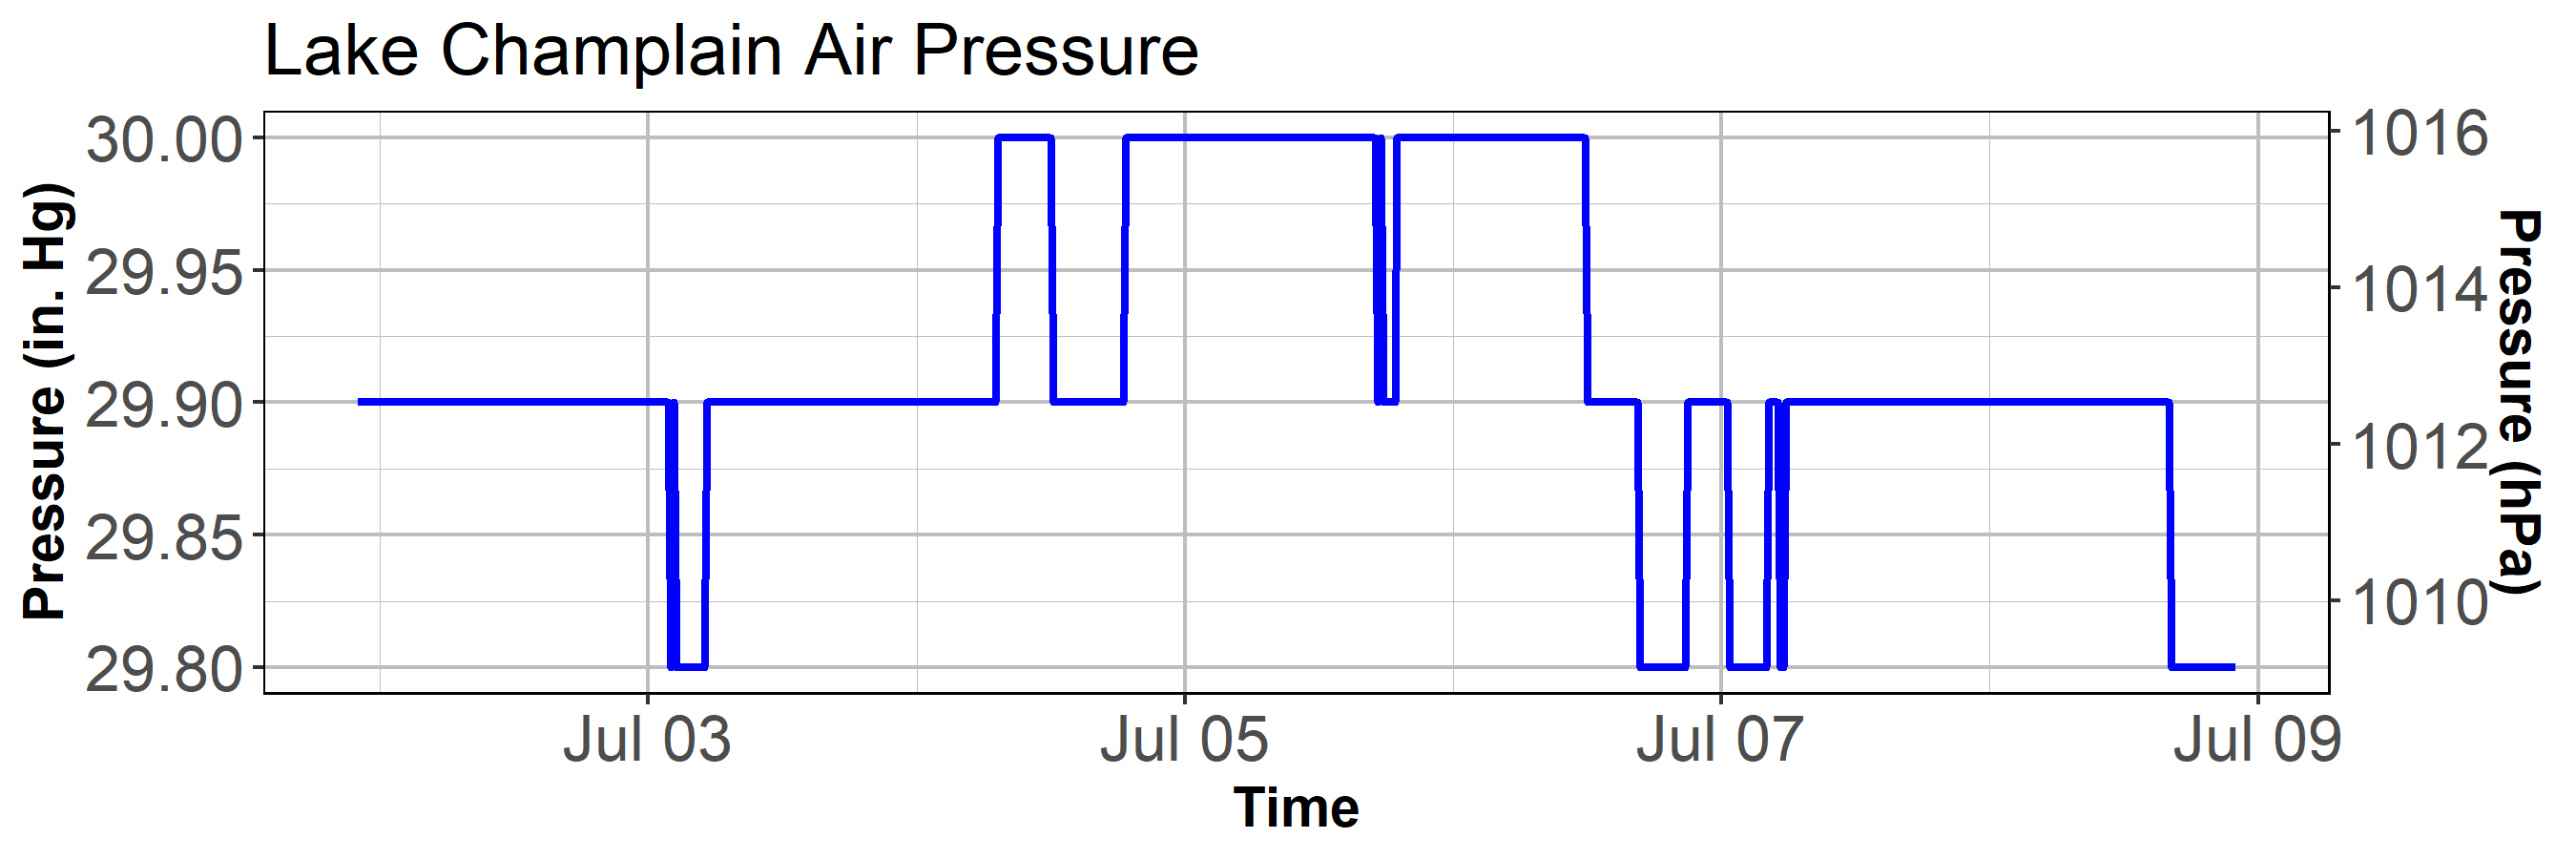 Lake Champlain Air Pressure
Pressure (in. Hg)
30.00
29.95
29.90
29.85
29.80
1016
1014
1012
1010
Pressure (hPa)
Jul 03
Jul 05
Jul 07
Jul 09
Time